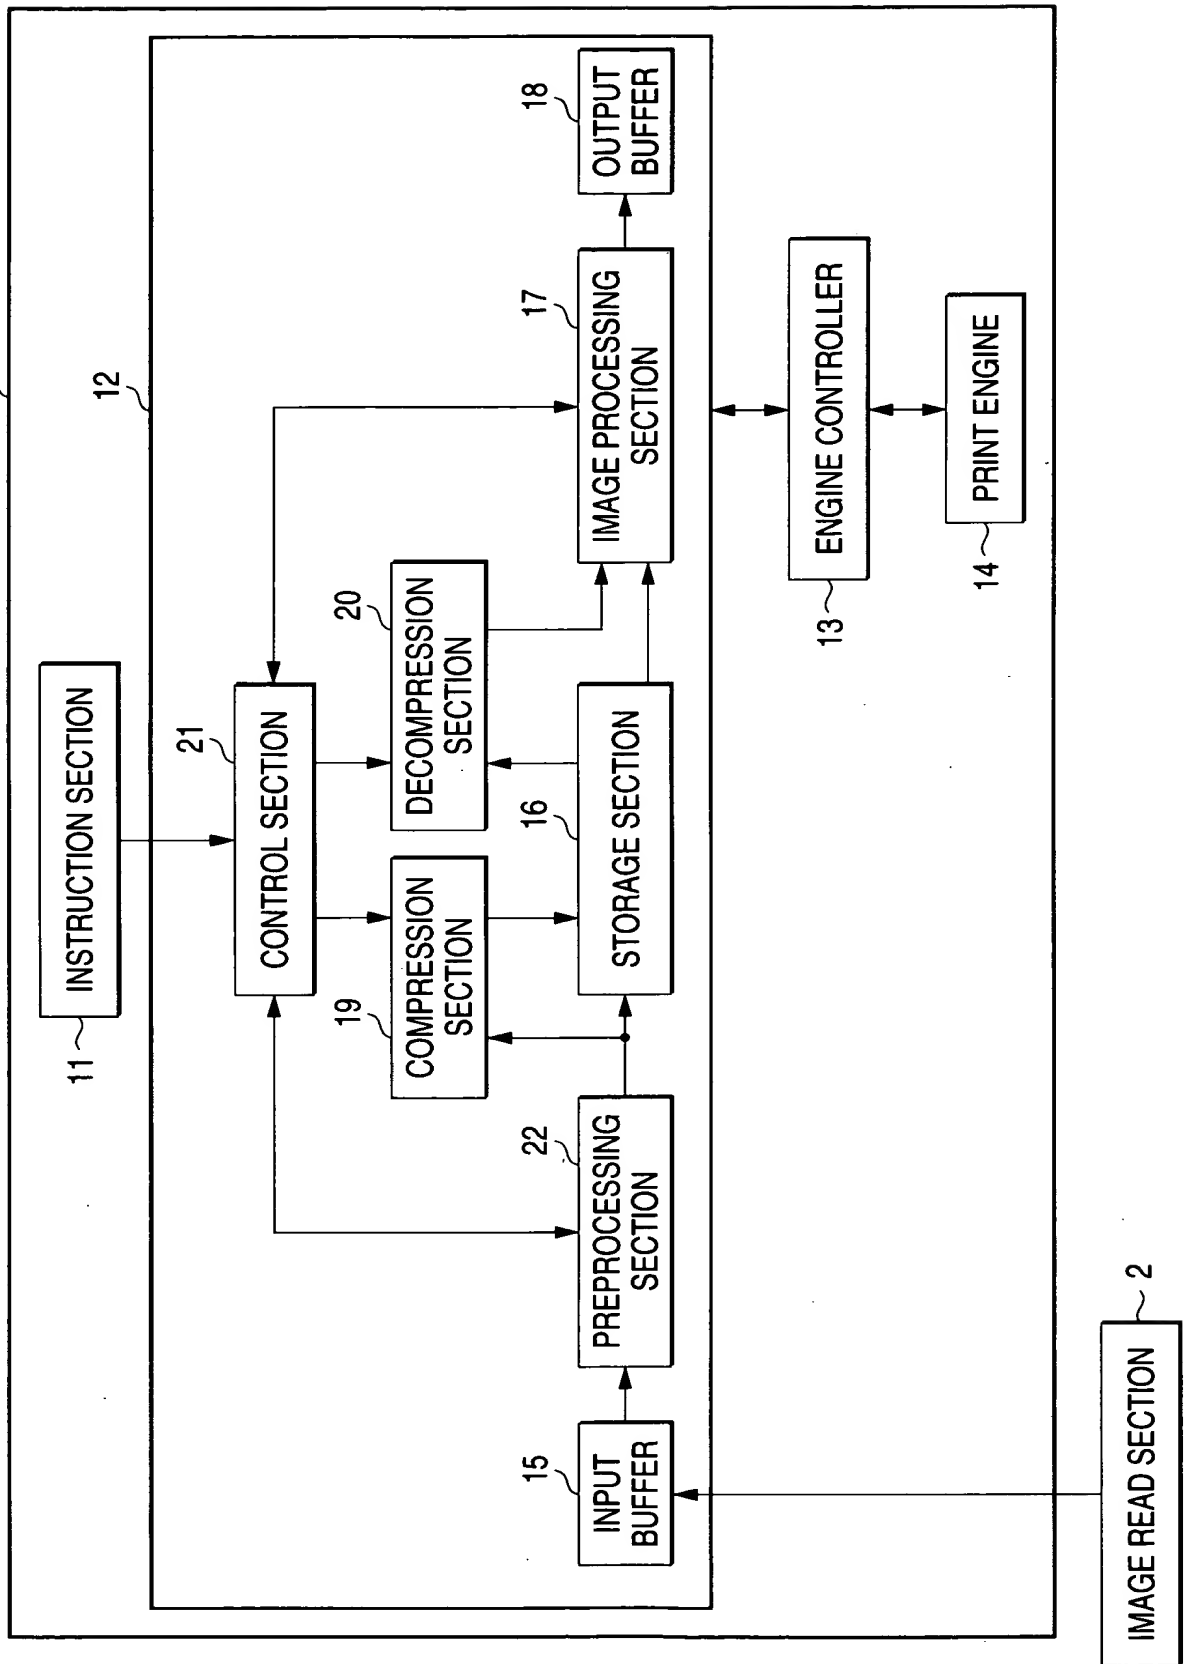 11
INSTRUCTION SECTION
12
21
CONTROL SECTION
19
COMPRESSION
SECTION
20
DECOMPRESSION
SECTION
15
INPUT
BUFFER
22
PREPROCESSING
SECTION
16
STORAGE SECTION
17
IMAGE PROCESSING
SECTION
18
OUTPUT
BUFFER
13
ENGINE CONTROLLER
14
PRINT ENGINE
IMAGE READ SECTION
2